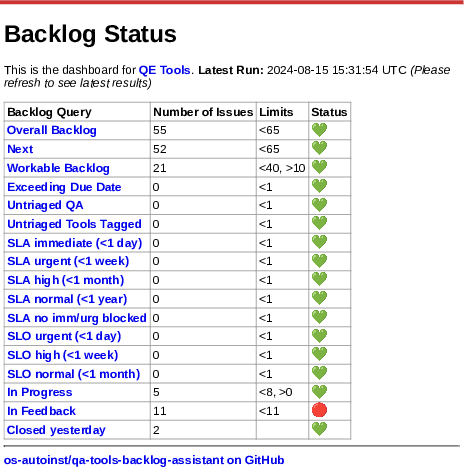 Backlog Status
This is the dashboard for QE Tools. Latest Run: 2024-08-15 15:31:54 UTC (Please
refresh to see latest results)
Backlog Query Number of Issues Limits Status
Overall Backlog 55 <65
Next 52 <65
Workable Backlog 21 <40, >10
Exceeding Due Date 0 <1
Untriaged QA 0 <1
Untriaged Tools Tagged 0 <1
SLA immediate (<1 day) 0 <1
SLA urgent (<1 week) 0 <1
SLA high (<1 month) 0 <1
SLA normal (<1 year) 0 <1
SLA no imm/urg blocked 0 <1
SLO urgent (<1 day) 0 <1
SLO high (<1 week) 0 <1
SLO normal (<1 month) 0 <1
In Progress 5 <8, >0
In Feedback 11 <11
Closed yesterday 2
os-autoinst/qa-tools-backlog-assistant on GitHub